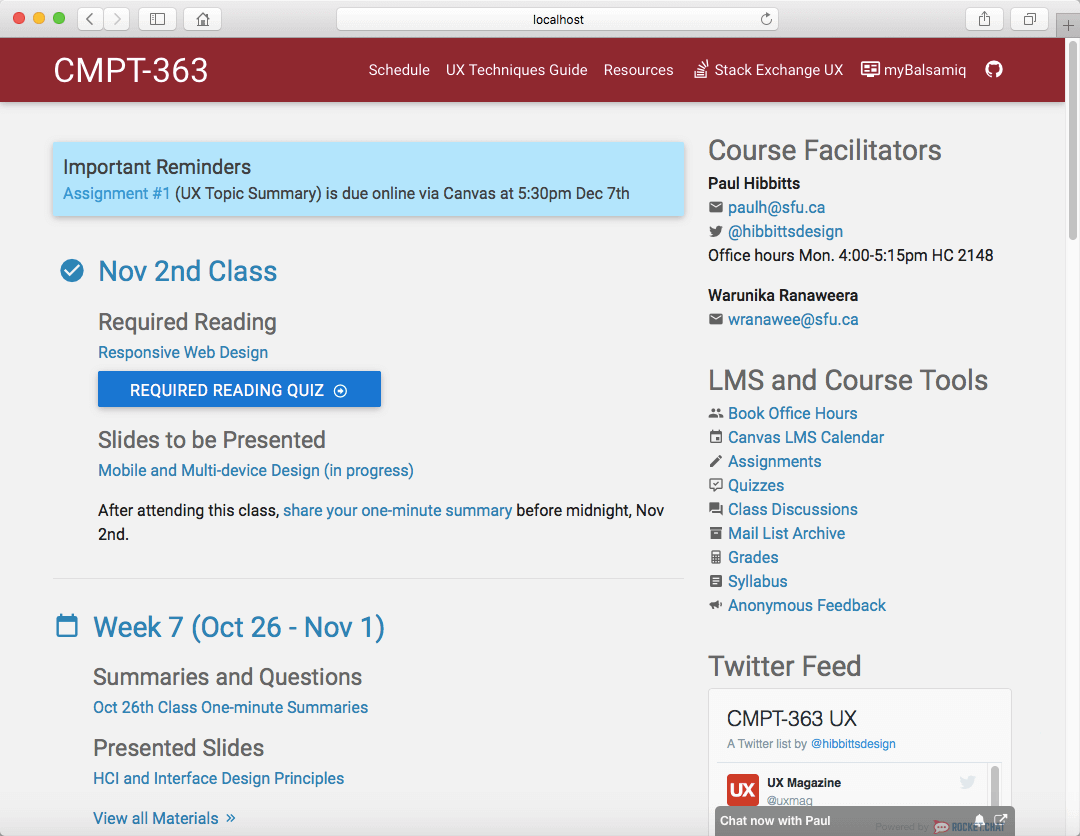 localhost
CMPT-363
Schedule
UX Techniques Guide
Resources
Stack Exchange UX
myBalsamiq
Important Reminders
Assignment #1 (UX Topic Summary) is due online via Canvas at 5:30pm Dec 7th
Nov 2nd Class
Required Reading
Responsive Web Design
REQUIRED READING QUIZ
Slides to be Presented
Mobile and Multi-device Design (in progress)
After attending this class, share your one-minute summary before midnight, Nov
2nd.
Week 7 (Oct 26 - Nov 1)
Summaries and Questions
Oct 26th Class One-minute Summaries
Presented Slides
HCI and Interface Design Principles
View all Materials »
Course Facilitators
Paul Hibbitts
paulh@sfu.ca
@hibbittsdesign
Office hours Mon. 4:00-5:15pm HC 2148
Warunika Ranaweera
wranawee@sfu.ca
LMS and Course Tools
Book Office Hours
Canvas LMS Calendar
Assignments
Quizzes
Class Discussions
Mail List Archive
Grades
Syllabus
Anonymous Feedback
Twitter Feed
CMPT-363 UX
A Twitter list by @hibbittsdesign
UX
UX Magazine
@uxmag
Chat now with Paul
Powered by ROCKET.CHAT